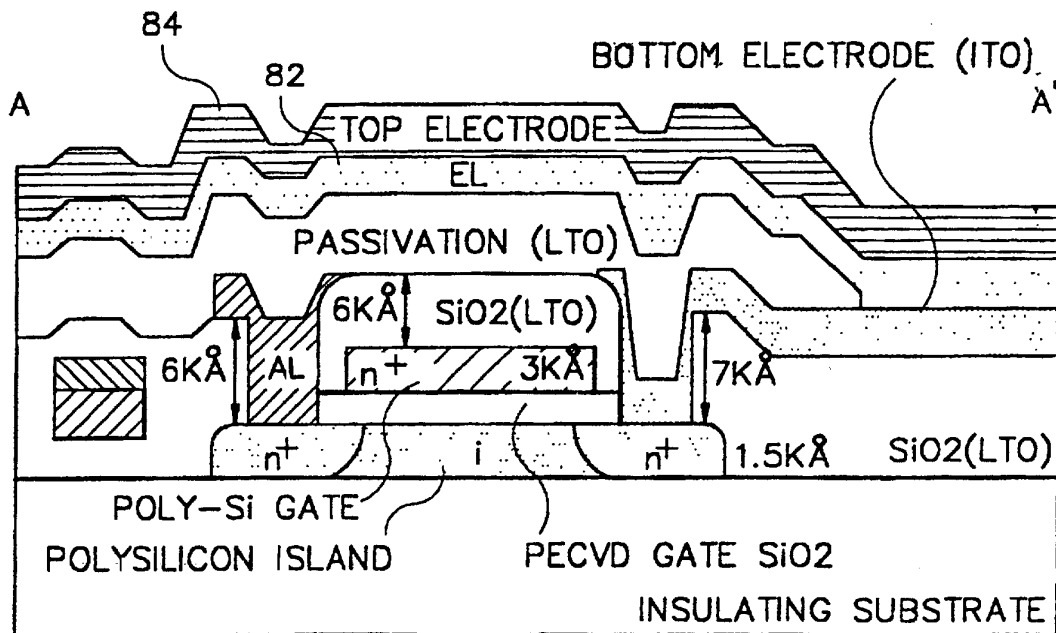 84
BOTTOM ELECTRODE (ITO)
82
A
A'
TOP ELECTRODE
EL
PASSIVATION (LTO)
6KÅ
SiO2(LTO)
6KÅ
AL
n+
3KÅ
7KÅ
n+
i
n+
1.5KÅ
SiO2(LTO)
POLY-Si GATE
POLYSILICON ISLAND
PECVD GATE SiO2
INSULATING SUBSTRATE